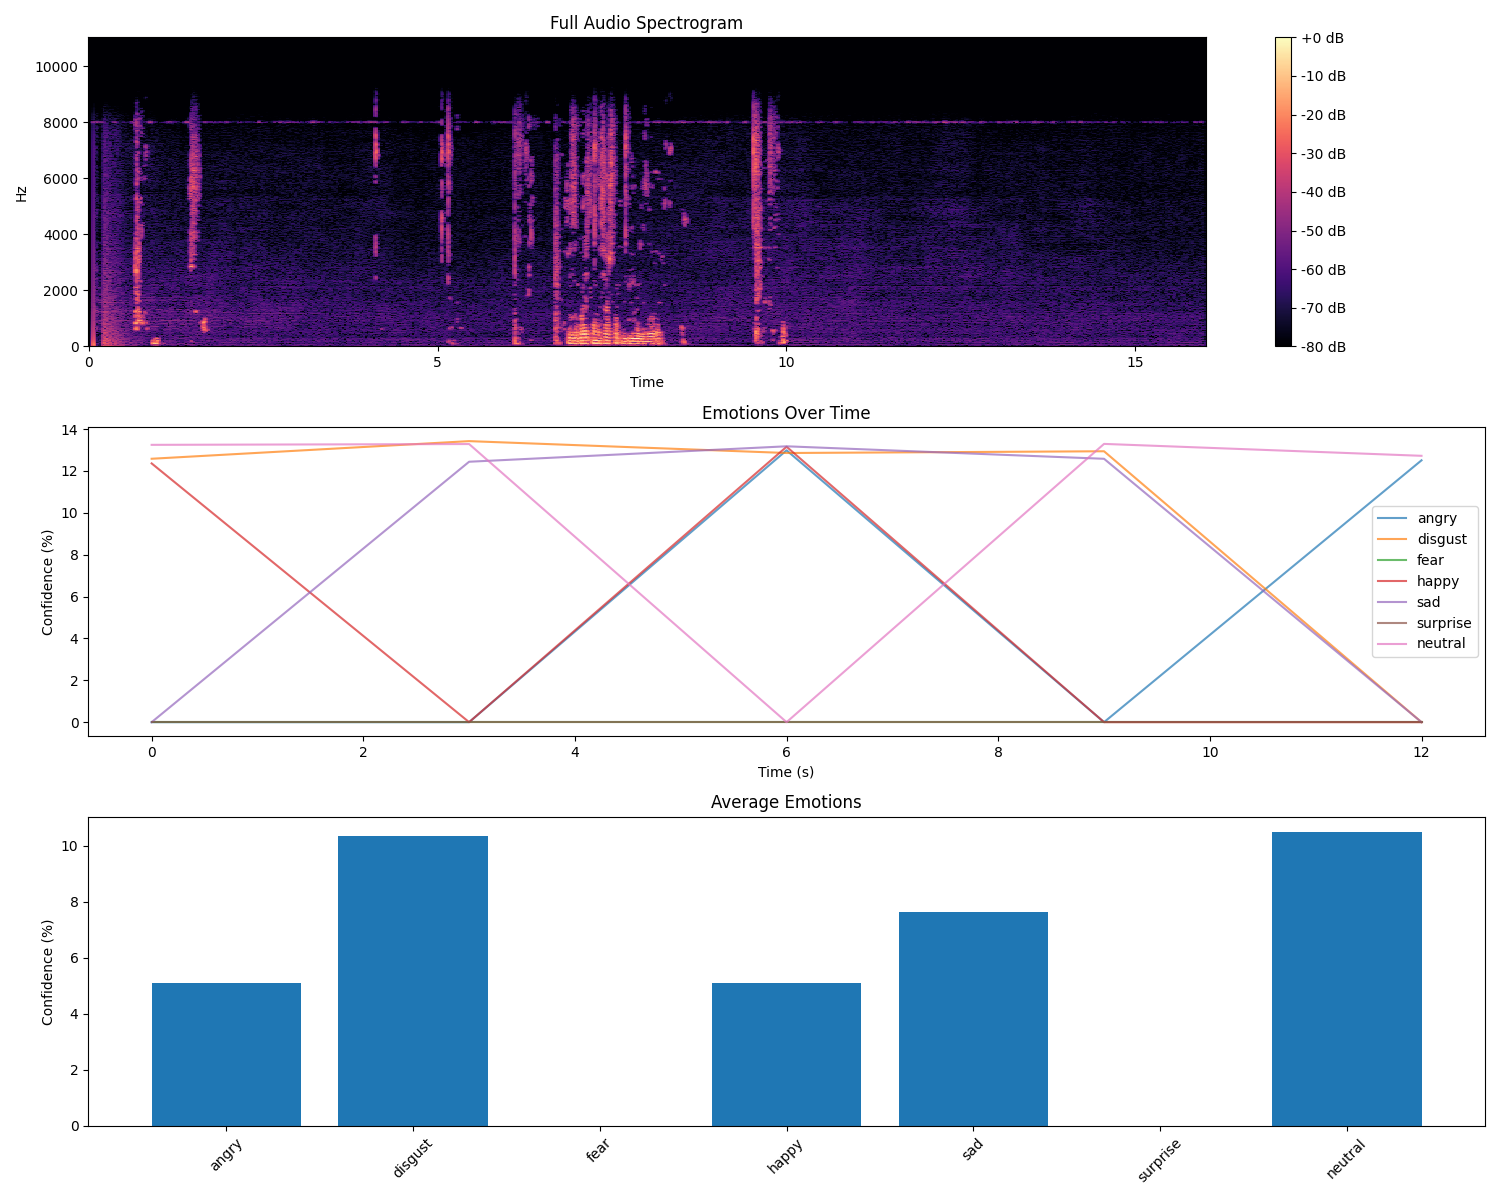 Full Audio Spectrogram
10000
8000
6000
4000
2000
0
Hz
0 5 10 15
Time
+0 dB
-10 dB
-20 dB
-30 dB
-40 dB
-50 dB
-60 dB
-70 dB
-80 dB
Emotions Over Time
14
12
10
8
6
4
2
0
Confidence (%)
0 2 4 6 8 10 12
Time (s)
angry
disgust
fear
happy
sad
surprise
neutral
Average Emotions
10
8
6
4
2
0
Confidence (%)
angry disgust fear happy sad surprise neutral